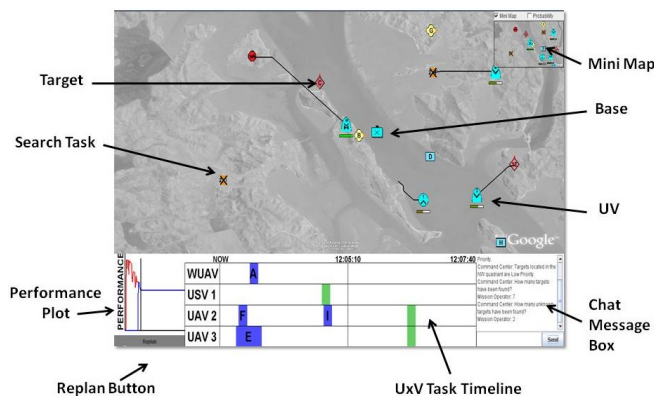 Mini Map
Probability
Target
C
Search Task
B
D
H
Google
Mini Map
Base
UV
Performance
Plot
Replan Button
PERFORMANCE
Replan
NOW
12:05:10
12:07:40
WUAV
A
USV 1
UAV 2
F
I
UAV 3
E
Priority
Command Center: Targets located in the
NW quadrant are Low Priority
Command Center: How many targets
have been found?
Mission Operator: 7
Command Center: How many unknown
targets have been found?
Mission Operator: 2
Send
UxV Task Timeline
Chat
Message
Box